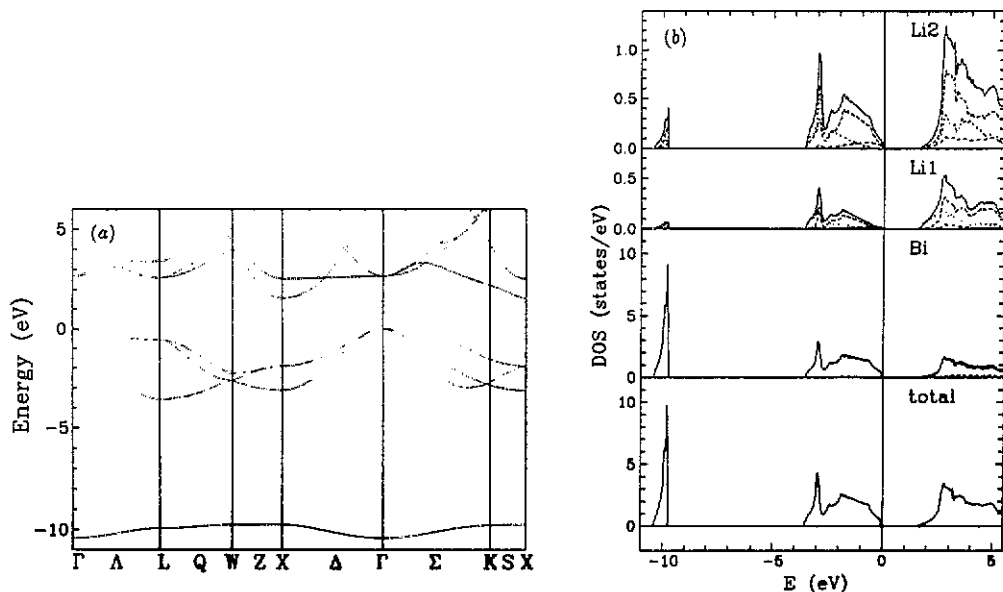 (a)
5
0
−5
−10
Energy (eV)
Γ Λ L Q W Z X Δ Γ Σ K S X
(b)
Li2
1.0
0.5
0.0
Li1
0.5
0.0
Bi
10
5
0
total
10
5
0
DOS (states/eV)
−10 −5 0 5
E (eV)